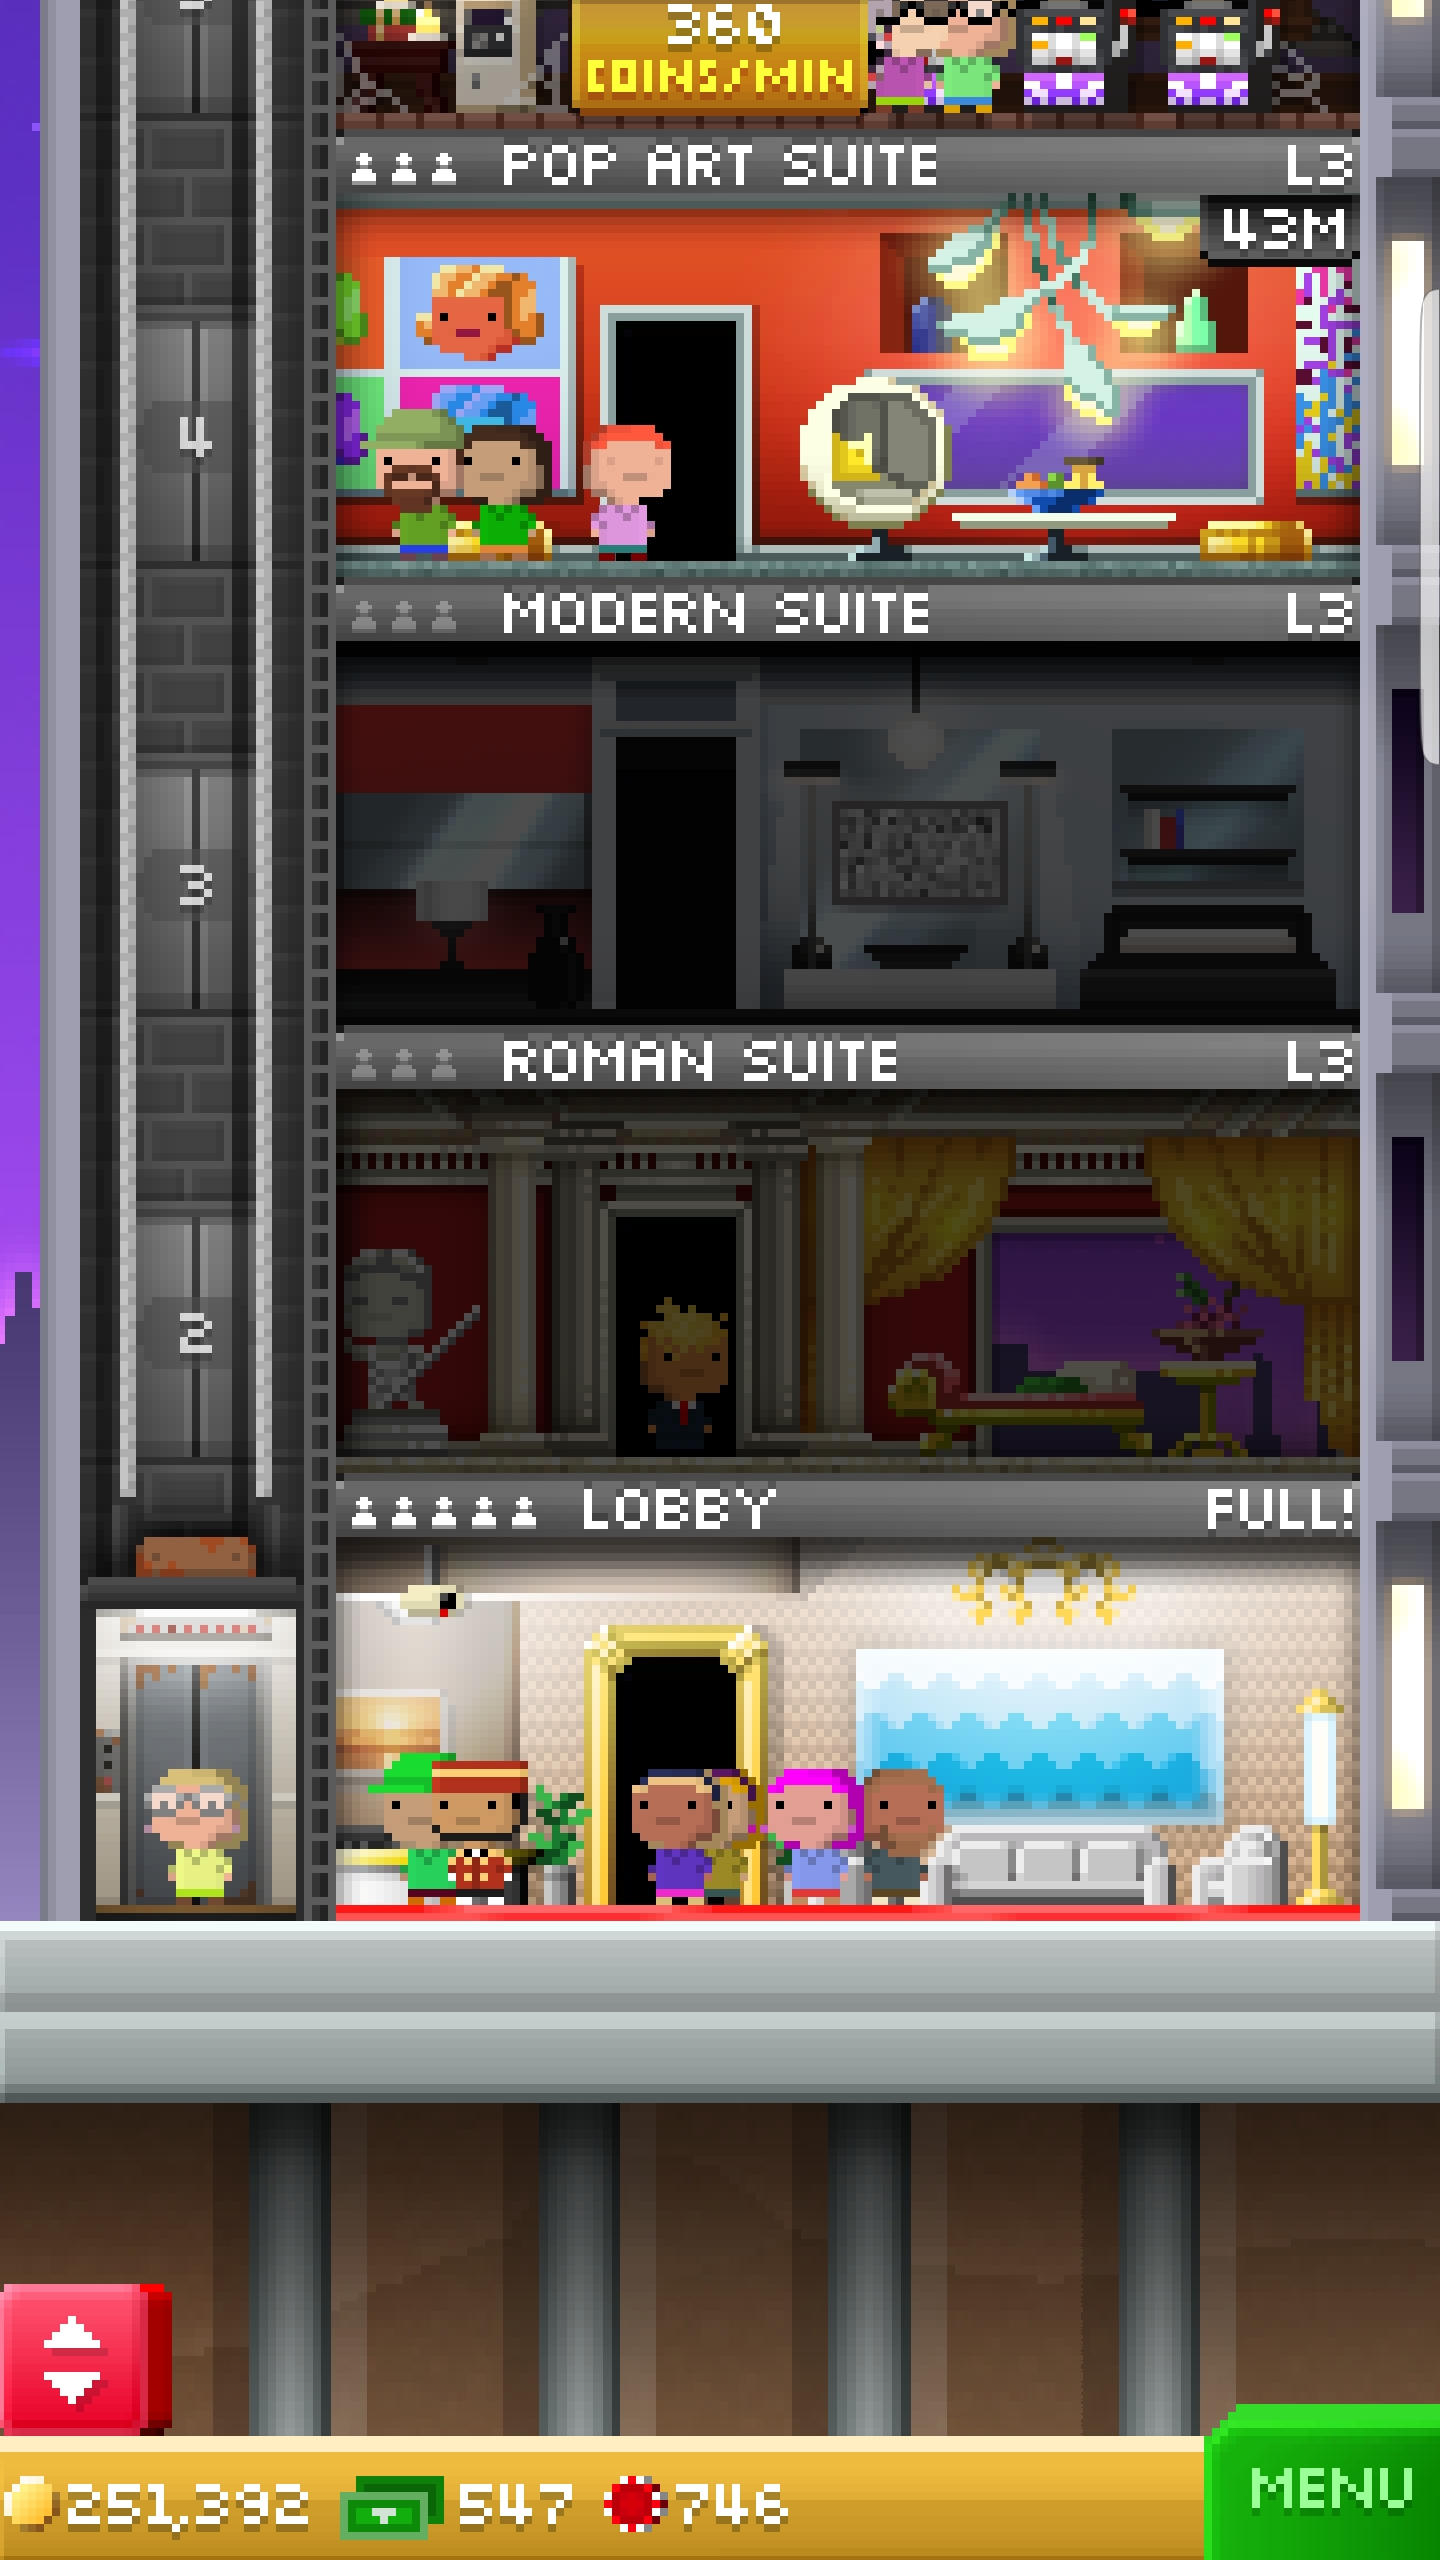 360
COINS/MIN
POP ART SUITE L3
43M
4
MODERN SUITE L3
3
ROMAN SUITE L3
2
LOBBY FULL!
251,392 547 746 MENU